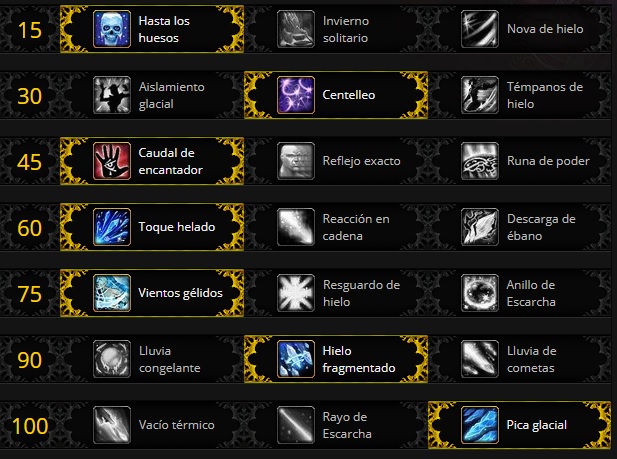 15
Hasta los
huesos
Invierno
solitario
Nova de hielo
30
Aislamiento
glacial
Centelleo
Témpanos de
hielo
45
Caudal de
encantador
Reflejo exacto
Runa de poder
60
Toque helado
Reacción en
cadena
Descarga de
ébano
75
Vientos gélidos
Resguardo de
hielo
Anillo de
Escarcha
90
Lluvia
congelante
Hielo
fragmentado
Lluvia de
cometas
100
Vacío térmico
Rayo de
Escarcha
Pica glacial